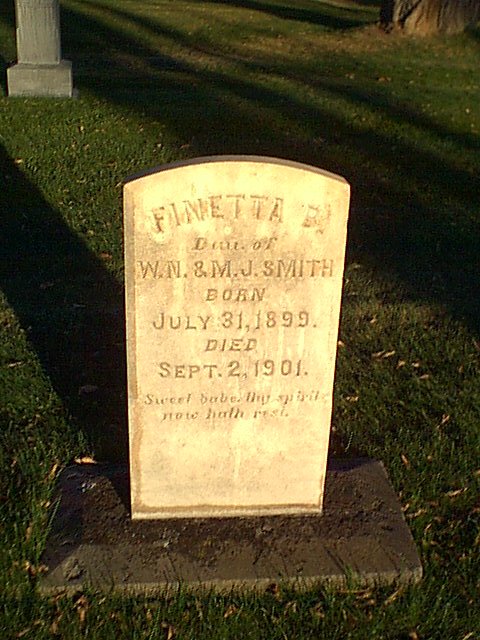 FINETTA B.
Dau. of
W.N. & M.J. SMITH
BORN
JULY 31, 1899.
DIED
SEPT. 2, 1901.
Sweet babe, thy spirit
now hath rest.